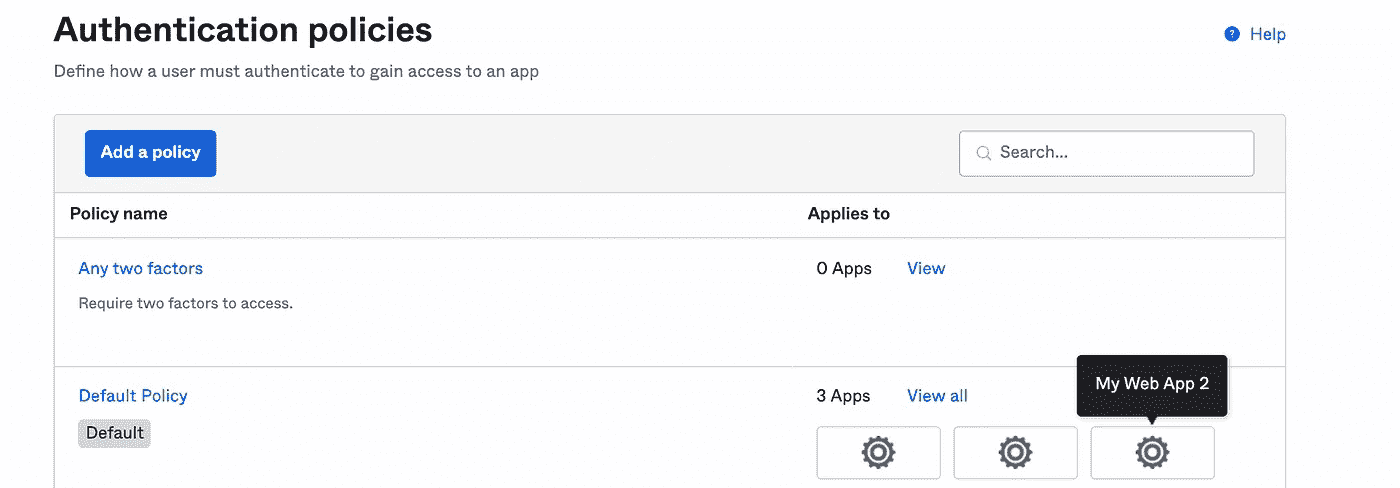 Authentication policies
? Help
Define how a user must authenticate to gain access to an app
Add a policy
Search...
Policy name
Applies to
Any two factors
0 Apps
View
Require two factors to access.
My Web App 2
Default Policy
3 Apps
View all
Default